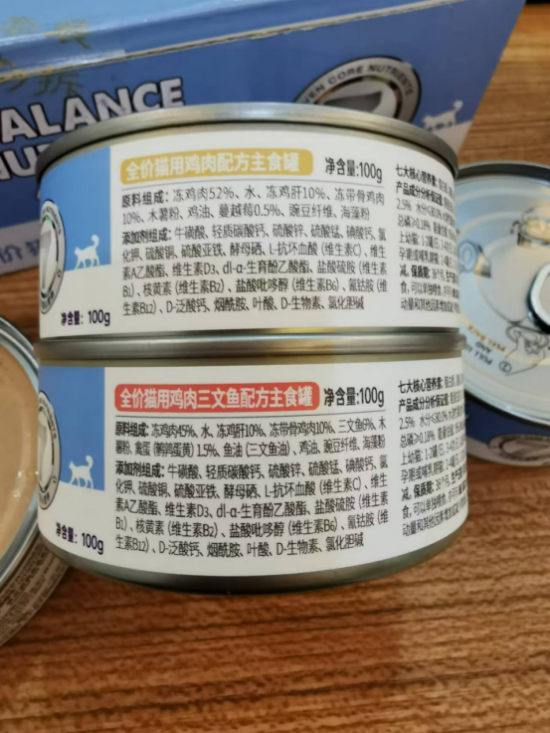 ALANCE
NU
CORE NUTRIENTS
全价猫用鸡肉配方主食罐 净含量:100g
原料组成:冻鸡肉52%、水、冻鸡肝10%、冻带骨鸡肉
10%、木薯粉、鸡油、蔓越莓0.5%、豌豆纤维、海藻粉
添加剂组成:牛磺酸、轻质碳酸钙、硫酸锌、硫酸锰、碘酸钙、氯
化钾、硫酸铜、硫酸亚铁、酵母硒、L-抗坏血酸(维生素C)、维生
素A乙酸酯、维生素D3、dl-α-生育酚乙酸酯、盐酸硫胺(维生素
B1)、核黄素(维生素B2)、盐酸吡哆醇(维生素B6)、氰钴胺(维
生素B12)、D-泛酸钙、烟酰胺、叶酸、D-生物素、氯化胆碱
净含量:100g
七大核心营养素:
产品成分分析保证值:
2.5%
全价猫用鸡肉三文鱼配方主食罐 净含量:100g
原料组成:冻鸡肉45%、水、冻鸡肝10%、冻带骨鸡肉10%、三文鱼6%、木
薯粉、禽蛋(鹌鹑蛋黄)1.5%、鱼油(三文鱼油)、鸡油、豌豆纤维、海藻粉
添加剂组成:牛磺酸、轻质碳酸钙、硫酸锌、硫酸锰、碘酸钙、氯
化钾、硫酸铜、硫酸亚铁、酵母硒、L-抗坏血酸(维生素C)、维生
素A乙酸酯、维生素D3、dl-α-生育酚乙酸酯、盐酸硫胺(维生素
B1)、核黄素(维生素B2)、盐酸吡哆醇(维生素B6)、氰钴胺(维
生素B12)、D-泛酸钙、烟酰胺、叶酸、D-生物素、氯化胆碱
净含量:100g
七大核心营养素:
产品成分分析保证值:
2.5%